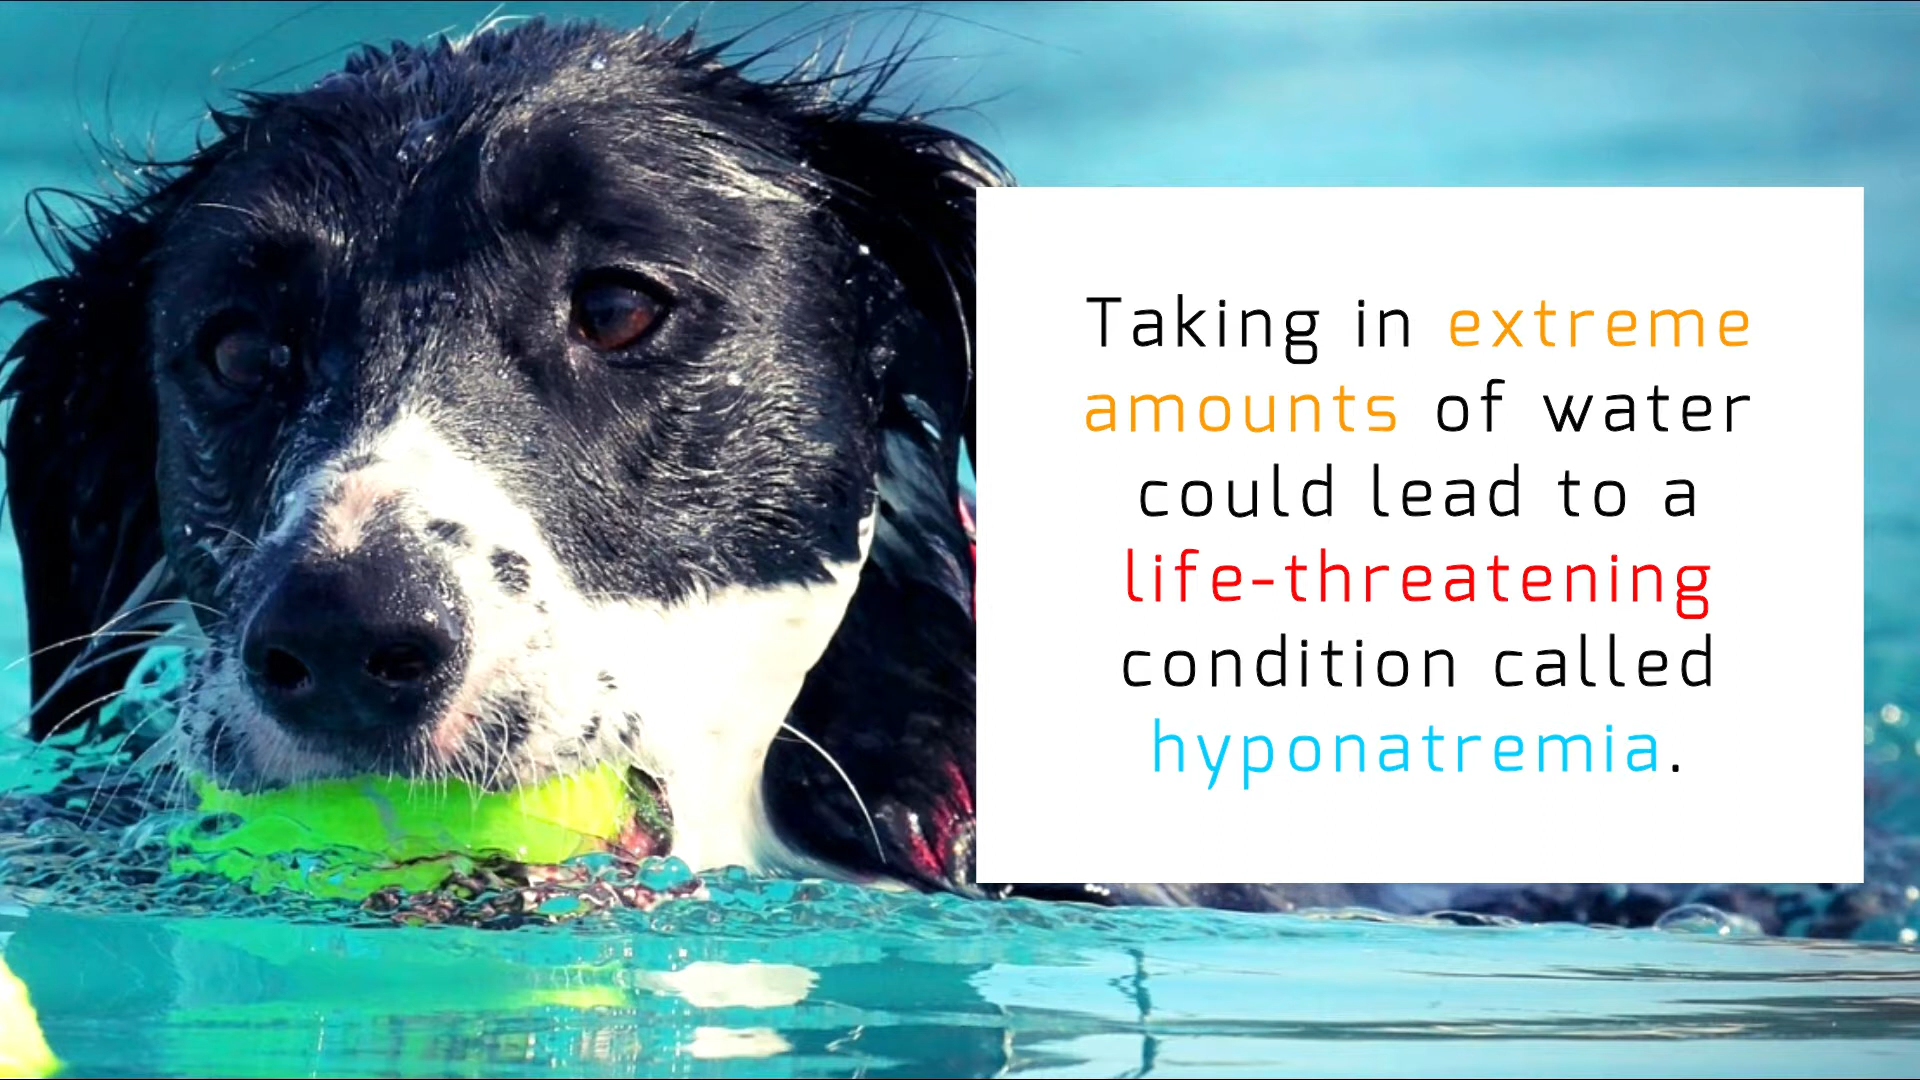 Taking in extreme
amounts of water
could lead to a
life-threatening
condition called
hyponatremia.